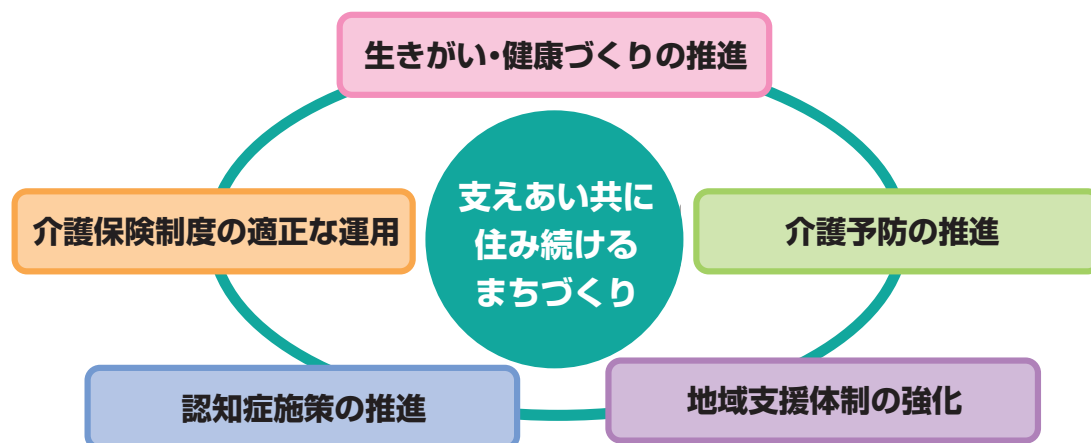 生きがい・健康づくりの推進
支えあい共に
住み続ける
まちづくり
介護保険制度の適正な運用
介護予防の推進
認知症施策の推進
地域支援体制の強化